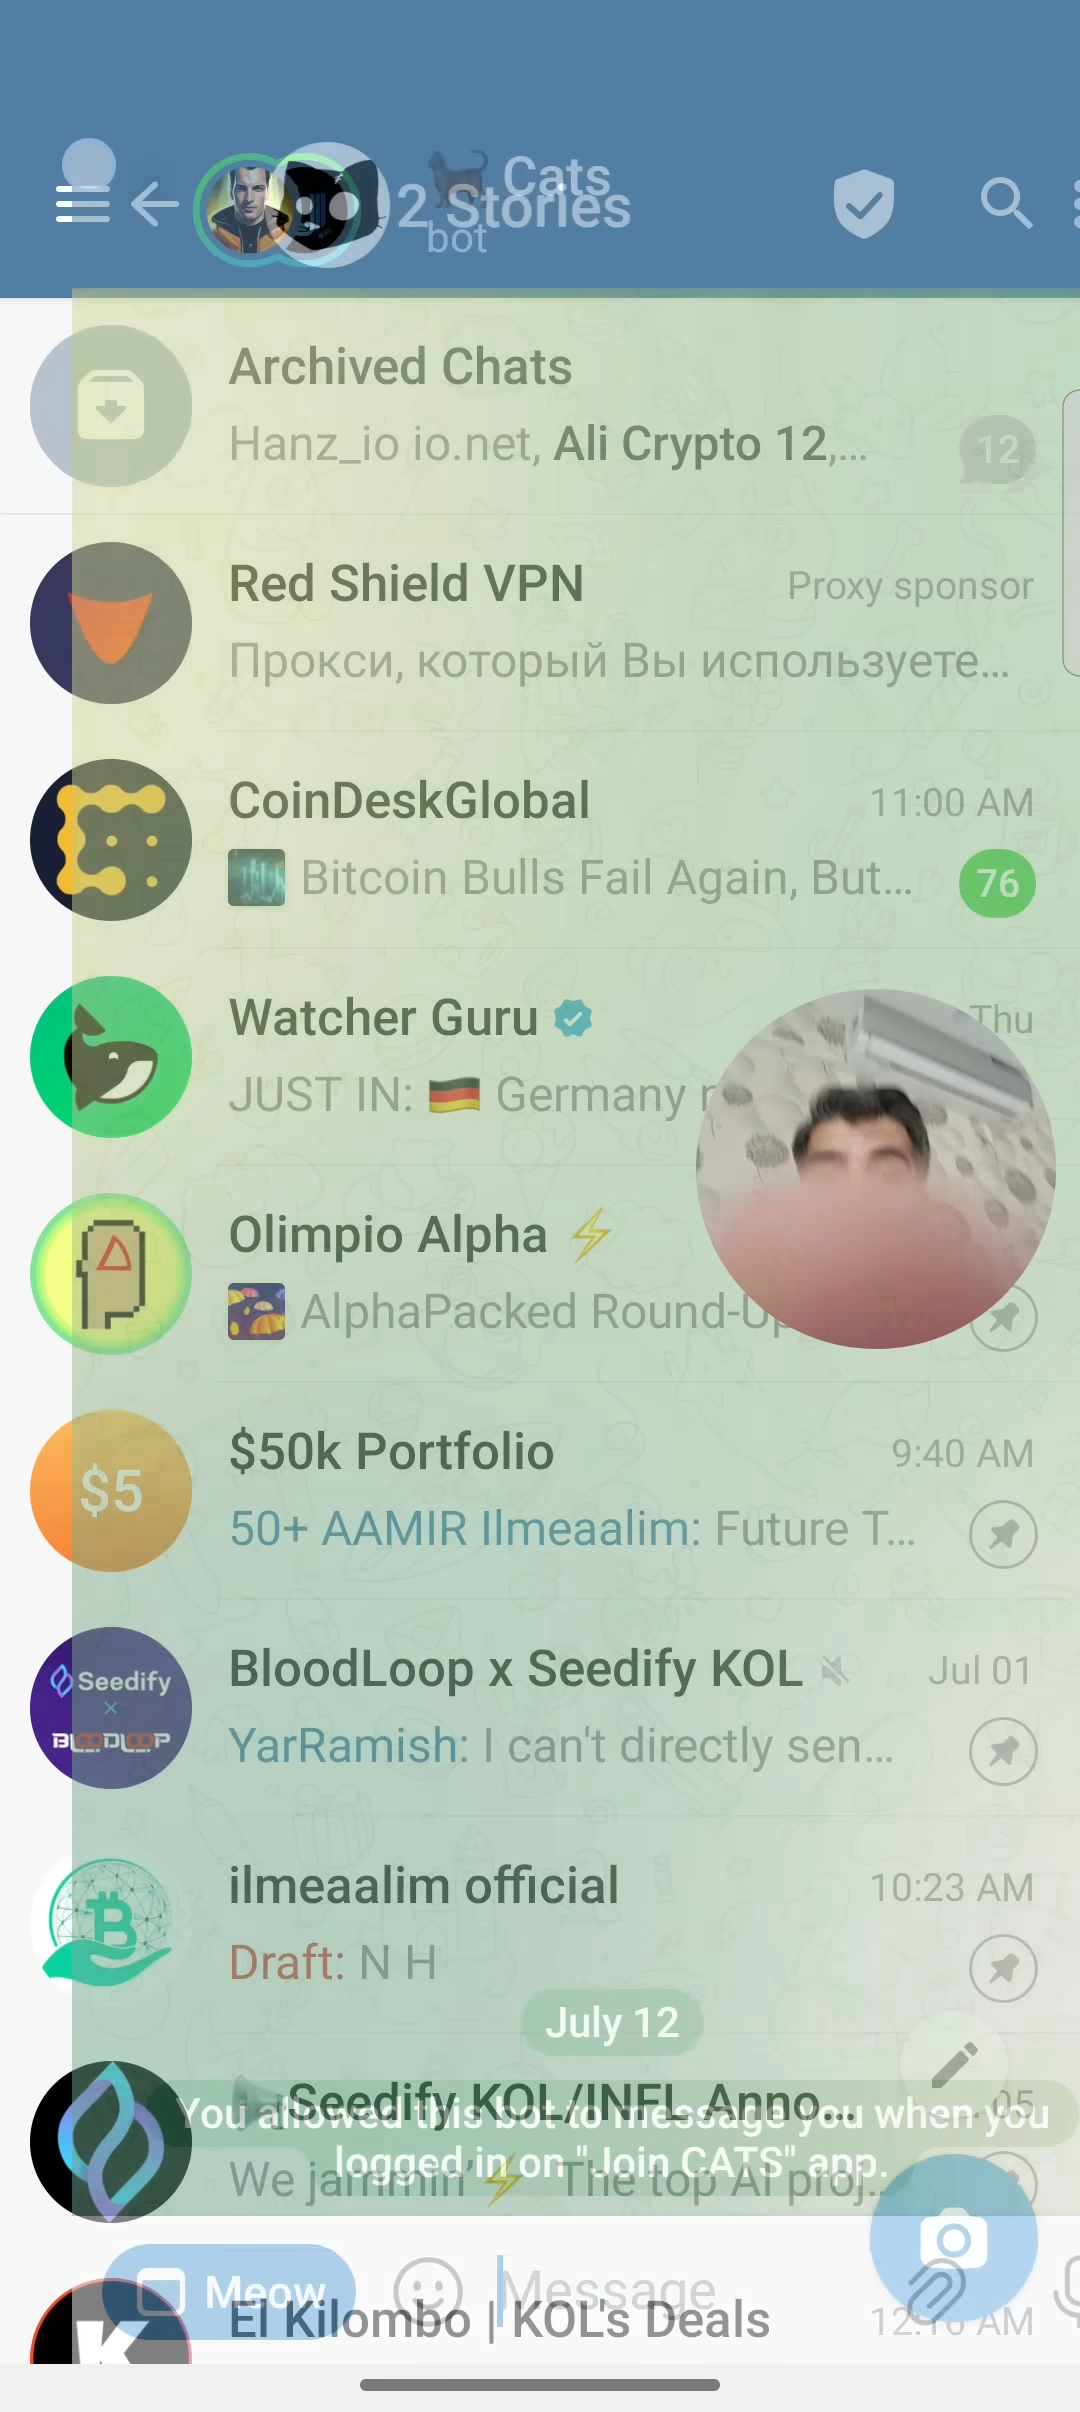 🐈‍⬛ Cats
2 Stories
bot
Archived Chats
Hanz_io io.net, Ali Crypto 12,...
12
Red Shield VPN
Proxy sponsor
Прокси, который Вы используете...
CoinDeskGlobal
11:00 AM
Bitcoin Bulls Fail Again, But...
76
Watcher Guru
Thu
JUST IN: 🇩🇪 Germany
Olimpio Alpha ⚡
AlphaPacked Round-Up
$5
$50k Portfolio
9:40 AM
50+ AAMIR Ilmeaalim: Future T...
Seedify
×
BLOODLOOP
BloodLoop x Seedify KOL
Jul 01
YarRamish: I can't directly sen...
ilmeaalim official
10:23 AM
Draft: N H
July 12
Seedify KOL/INFL Anno...
05
You allowed this bot to message you when you
logged in on "Join CATS" app.
We jammin' ⚡ The top AI proj...
Meow
Message
El Kilombo | KOL's Deals
12:16 AM